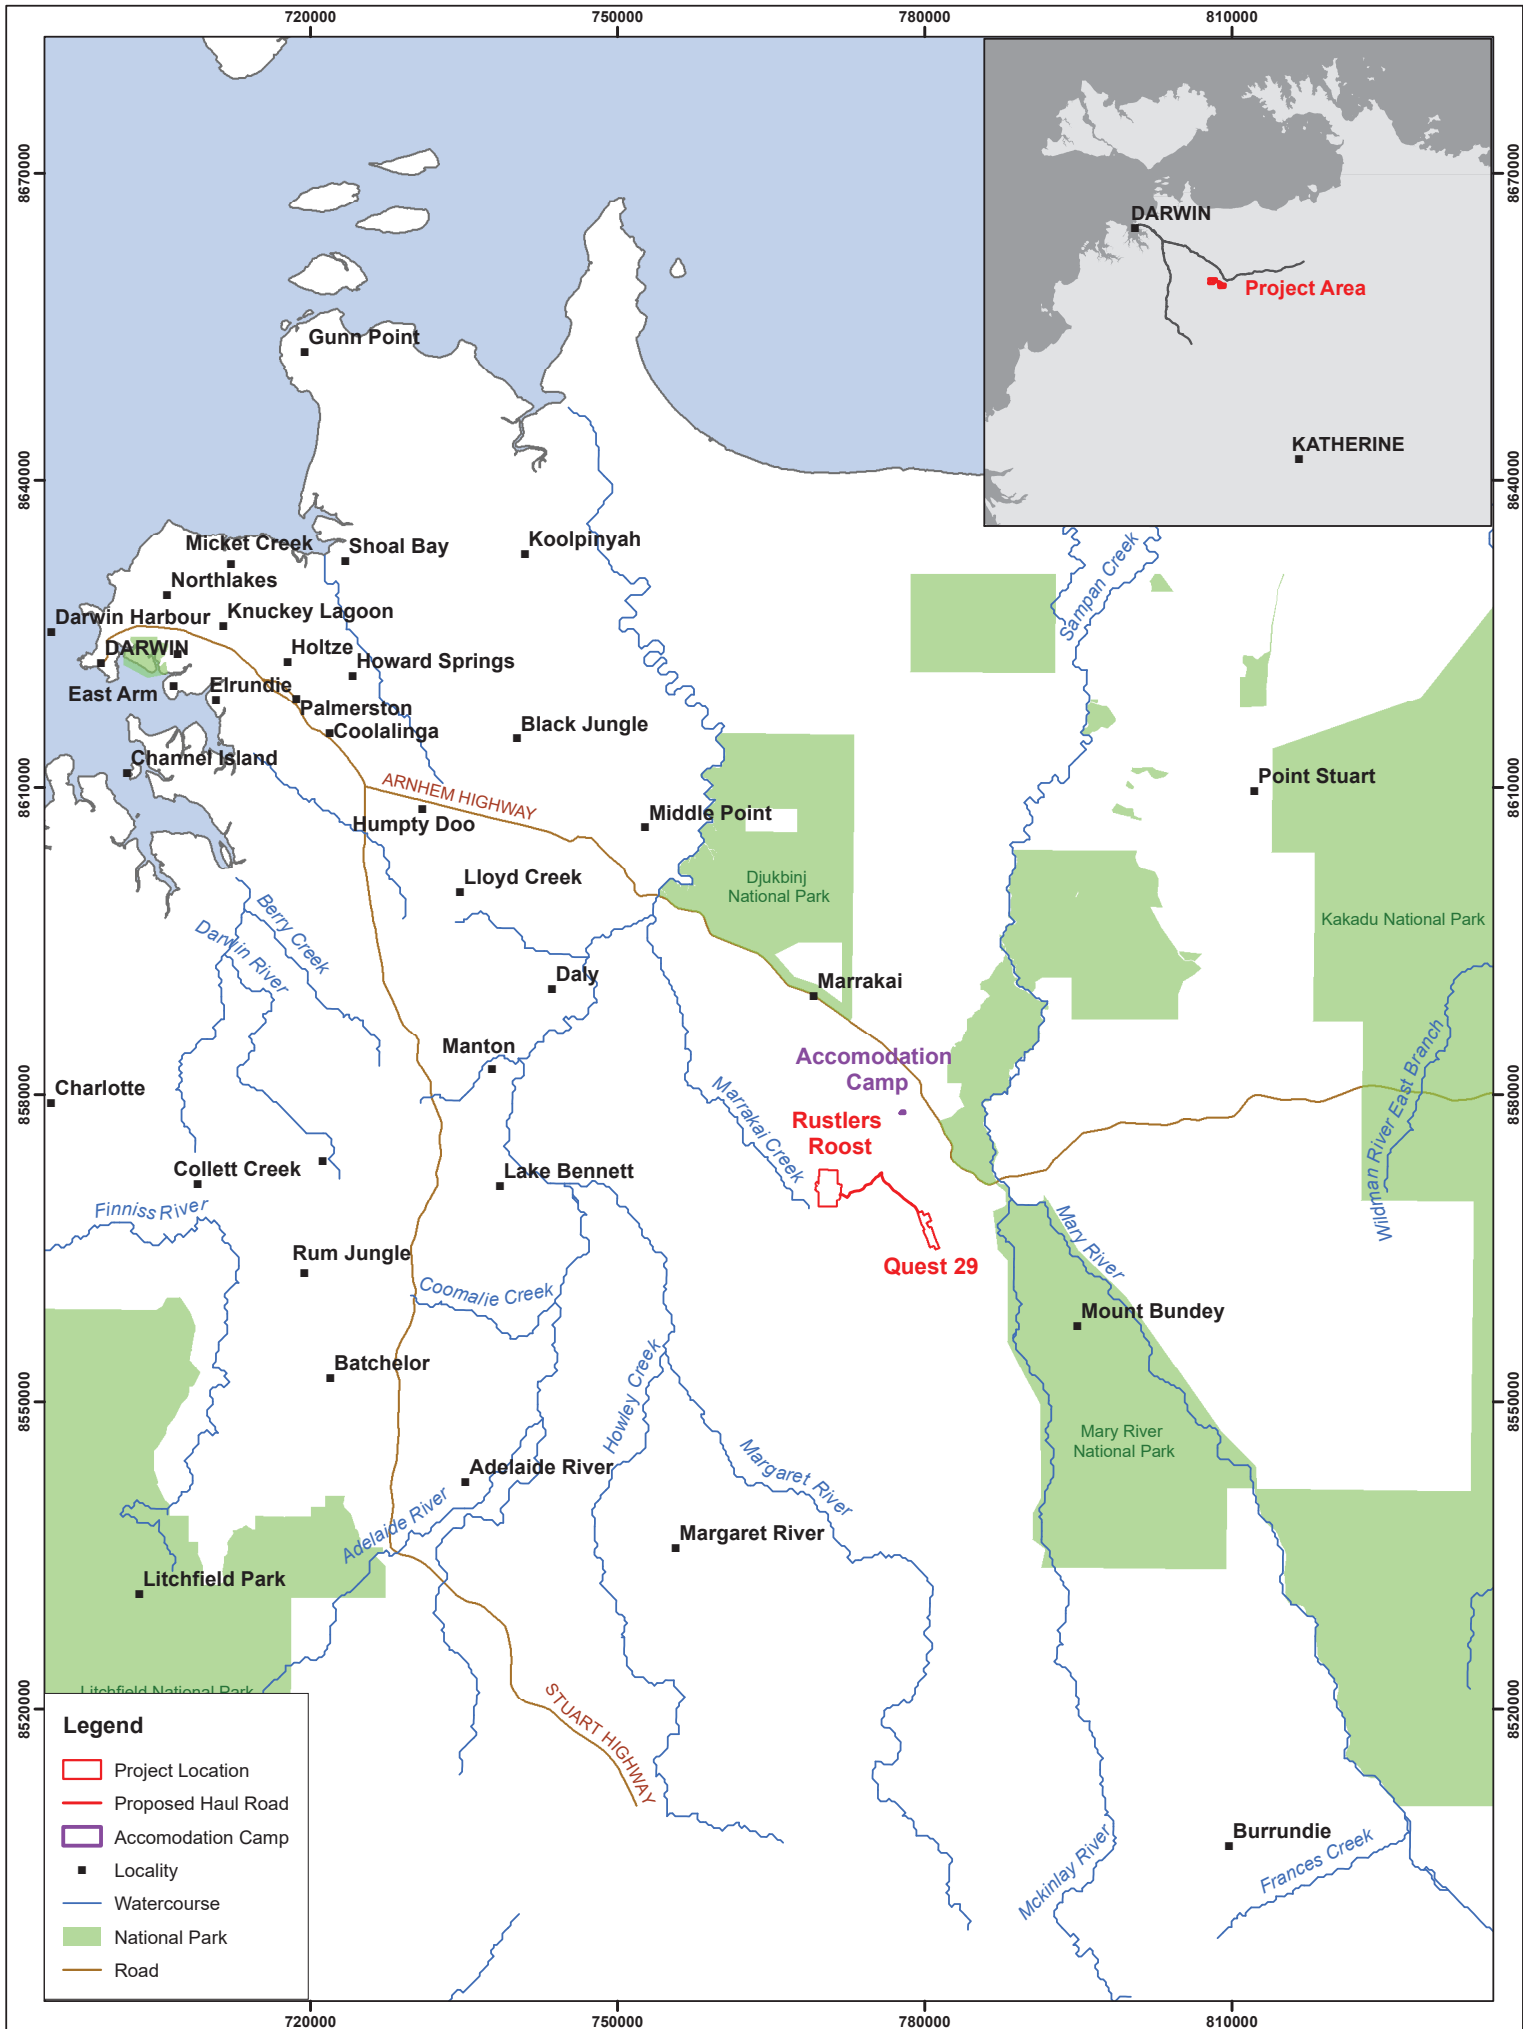 720000
750000
780000
810000
8670000
8670000
DARWIN
Project Area
KATHERINE
Gunn Point
8640000
8640000
Koolpinyah
Micket Creek
Shoal Bay
Sampan Creek
Northlakes
Darwin Harbour
Knuckey Lagoon
DARWIN
Holtze
Howard Springs
East Arm
Elrundie
Palmerston
Coolalinga
Black Jungle
Channel Island
Point Stuart
8610000
8610000
ARNHEM HIGHWAY
Humpty Doo
Middle Point
Lloyd Creek
Djukbinj
National Park
Kakadu National Park
Berry Creek
Darwin River
Daly
Marrakai
Manton
Accomodation
Camp
Wildman River East Branch
8580000
8580000
Charlotte
Marrakai Creek
Rustlers
Roost
Collett Creek
Lake Bennett
Finniss River
Mary River
Rum Jungle
Quest 29
Coomalie Creek
Mount Bundey
Batchelor
Howley Creek
8550000
8550000
Mary River
National Park
Adelaide River
Margaret River
Adelaide River
Margaret River
Litchfield Park
Litchfield National Park
STUART HIGHWAY
8520000
8520000
Legend
Project Location
Proposed Haul Road
Accomodation Camp
Locality
Watercourse
National Park
Road
Burrundie
Mckinlay River
Frances Creek
720000
750000
780000
810000